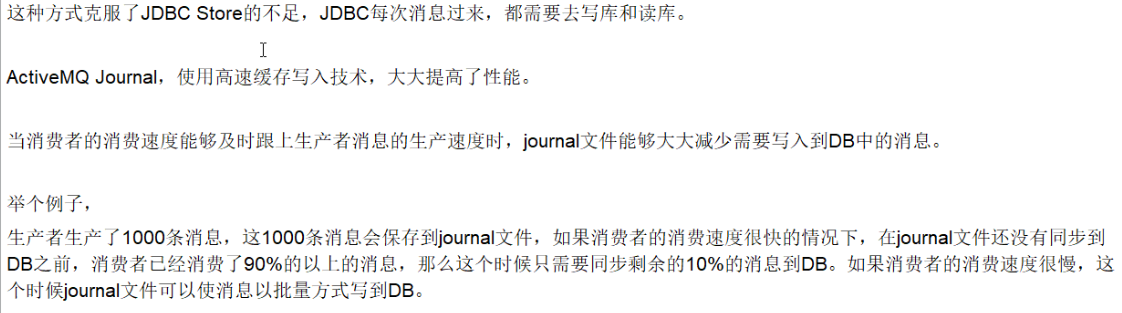 这种方式克服了JDBC Store的不足，JDBC每次消息过来，都需要去写库和读库。
ActiveMQ Journal，使用高速缓存写入技术，大大提高了性能。
当消费者的消费速度能够及时跟上生产者消息的生产速度时，journal文件能够大大减少需要写入到DB中的消息。
举个例子，
生产者生产了1000条消息，这1000条消息会保存到journal文件，如果消费者的消费速度很快的情况下，在journal文件还没有同步到
DB之前，消费者已经消费了90%的以上的消息，那么这个时候只需要同步剩余的10%的消息到DB。如果消费者的消费速度很慢，这
个时候journal文件可以使消息以批量方式写到DB。